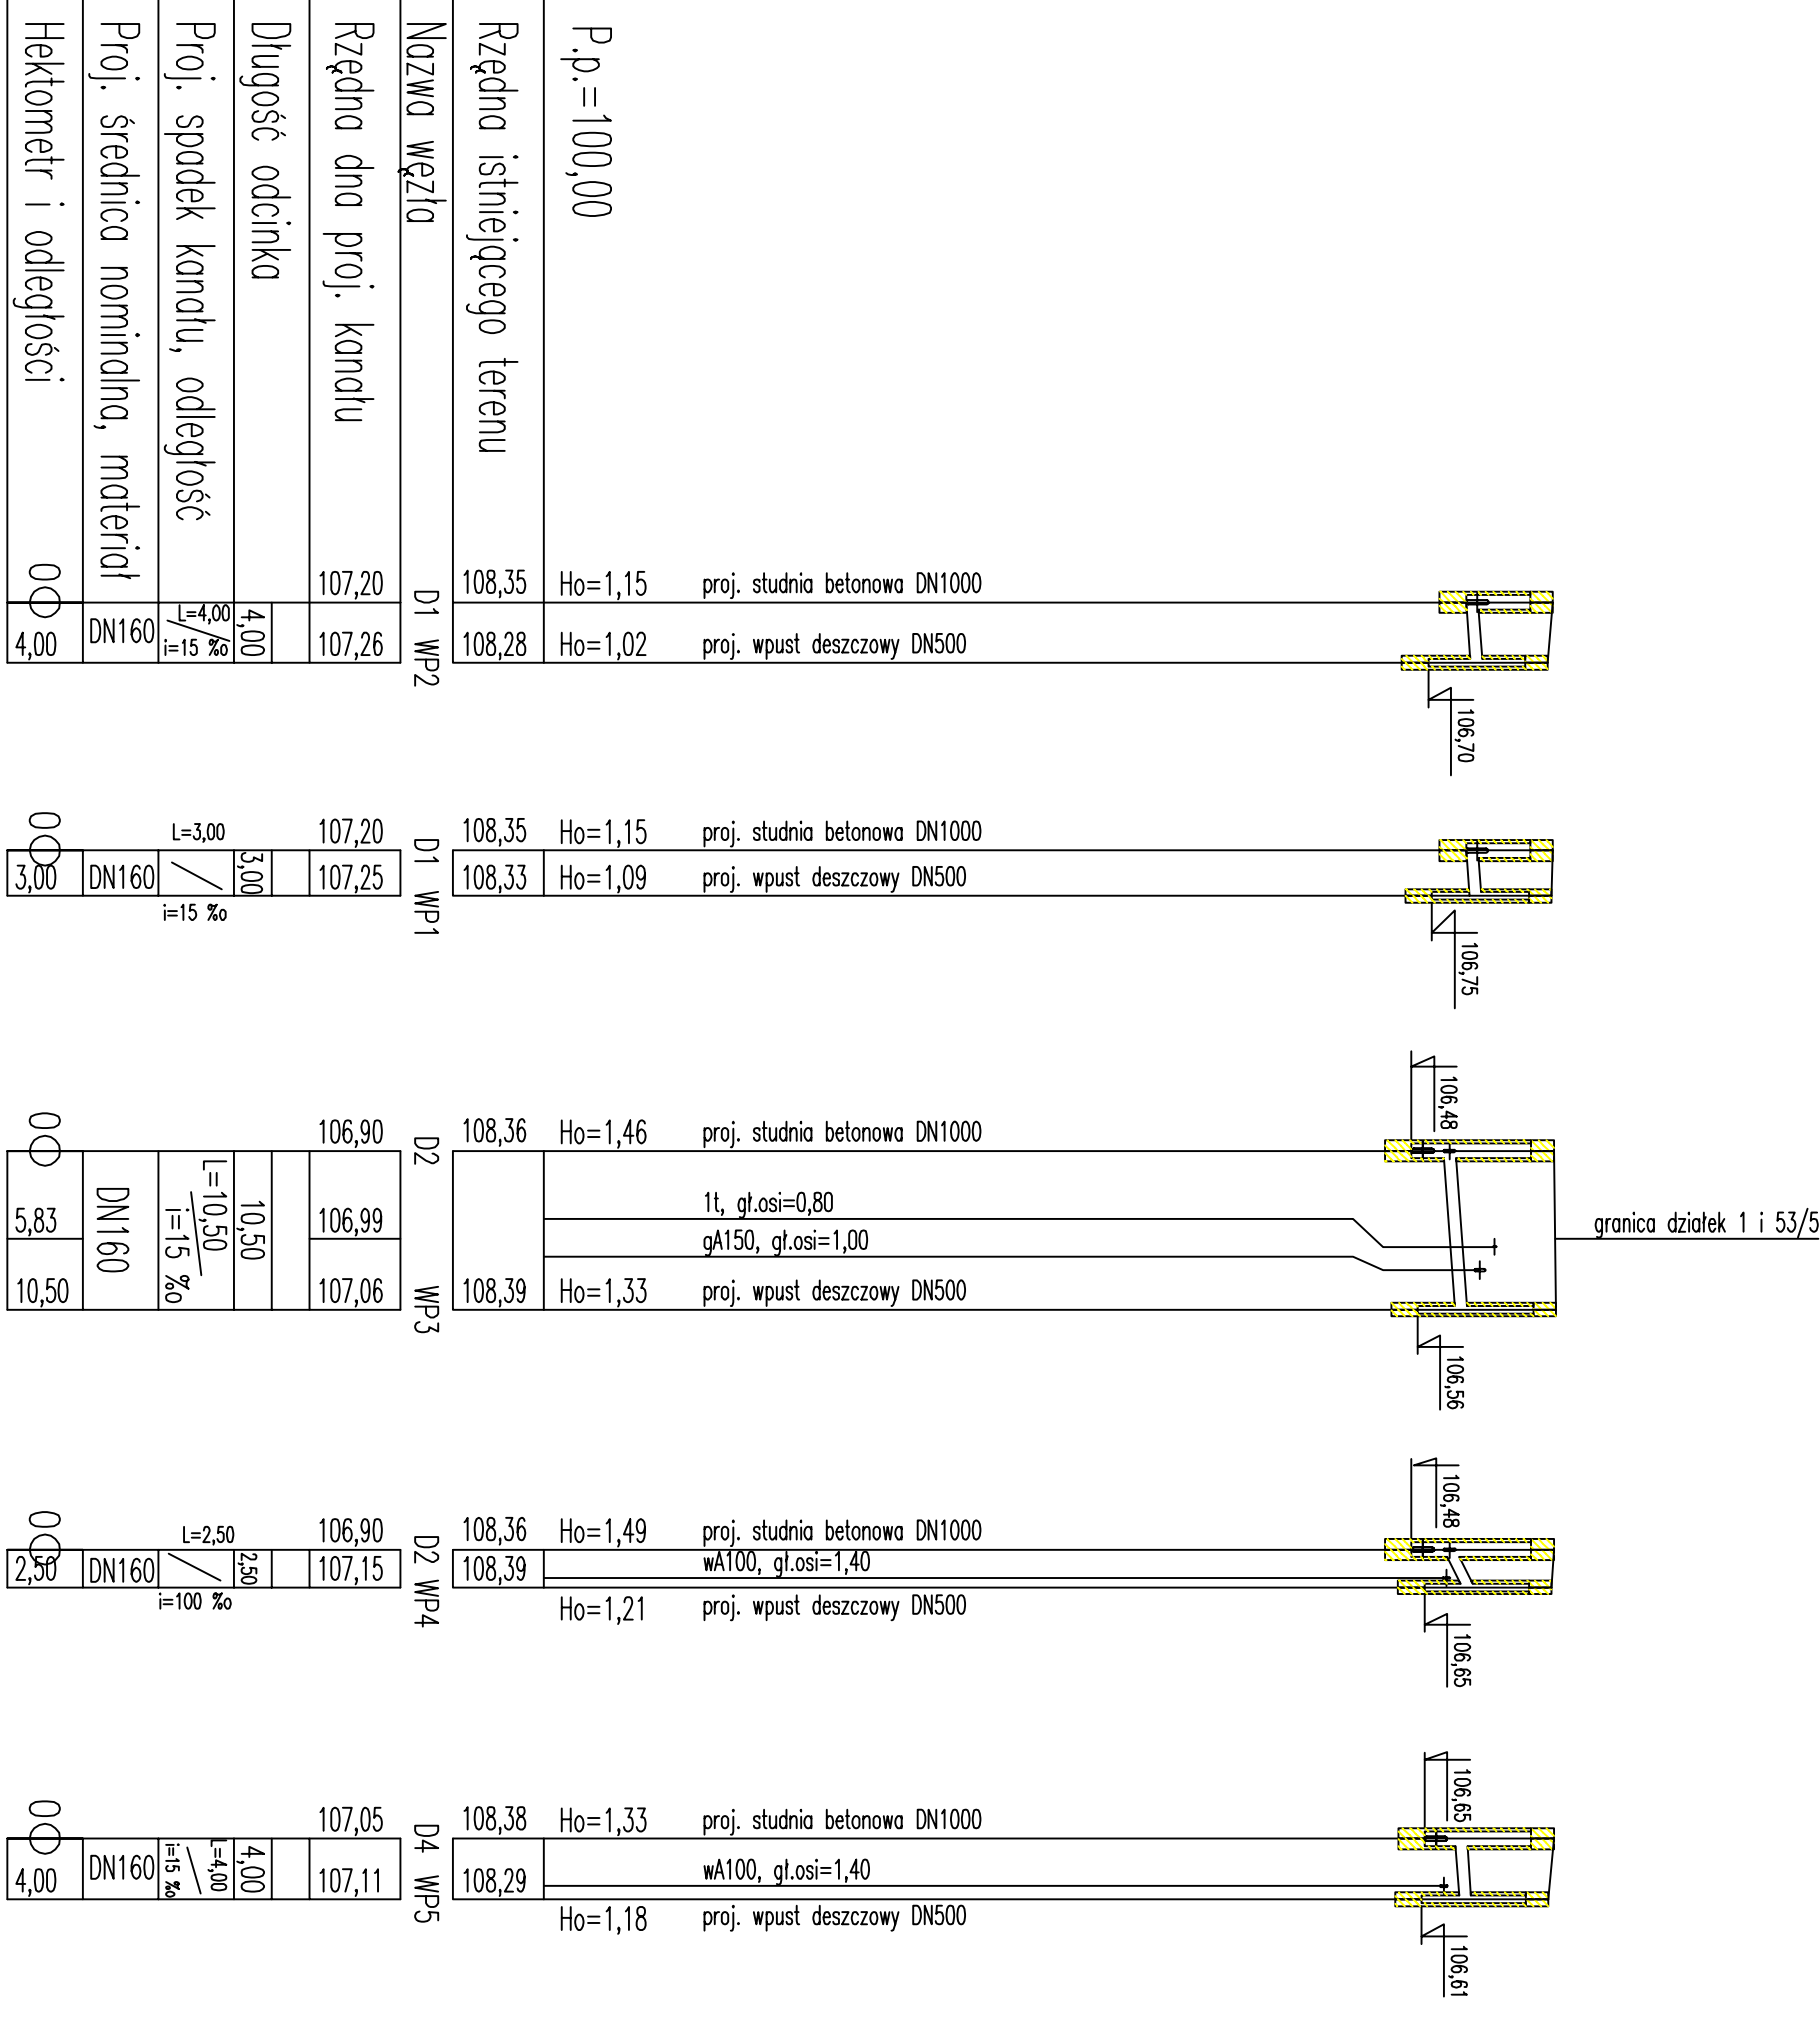 P.p.=100,00
Rzędna istniejącego terenu
Nazwa węzła
Rzędna dna proj. kanału
Długość odcinka
Proj. spadek kanału, odległość
Proj. średnica nominalna, materiał
Hektometr i odległości
0
107,20
D1
108,35
Ho=1,15
proj. studnia betonowa DN1000
4,00
DN160
L=4,00
i=15 ‰
4,00
107,26
WP2
108,28
Ho=1,02
proj. wpust deszczowy DN500
106,70
0
L=3,00
107,20
D1
108,35
Ho=1,15
proj. studnia betonowa DN1000
3,00
DN160
3,00
107,25
WP1
108,33
Ho=1,09
proj. wpust deszczowy DN500
i=15 ‰
106,75
106,48
0
106,90
D2
108,36
Ho=1,46
proj. studnia betonowa DN1000
1t, gł.osi=0,80
5,83
DN160
L=10,50
i=15 ‰
10,50
106,99
granica działek 1 i 53/5
gA150, gł.osi=1,00
10,50
107,06
WP3
108,39
Ho=1,33
proj. wpust deszczowy DN500
106,56
106,48
0
L=2,50
106,90
D2
108,36
Ho=1,49
proj. studnia betonowa DN1000
2,50
DN160
2,50
107,15
WP4
108,39
wA100, gł.osi=1,40
i=100 ‰
Ho=1,21
proj. wpust deszczowy DN500
106,65
106,65
0
107,05
D4
108,38
Ho=1,33
proj. studnia betonowa DN1000
4,00
DN160
L=4,00
i=15 ‰
4,00
107,11
WP5
108,29
wA100, gł.osi=1,40
Ho=1,18
proj. wpust deszczowy DN500
106,61